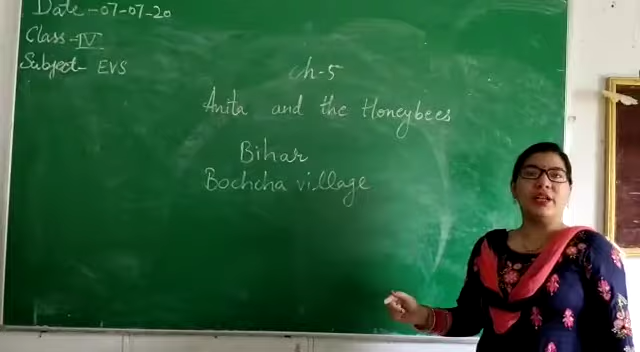 Date - 07-07-20
Class - IV
Subject - EVS
Ch-5
Anita and the Honeybees
Bihar
Bochcha village